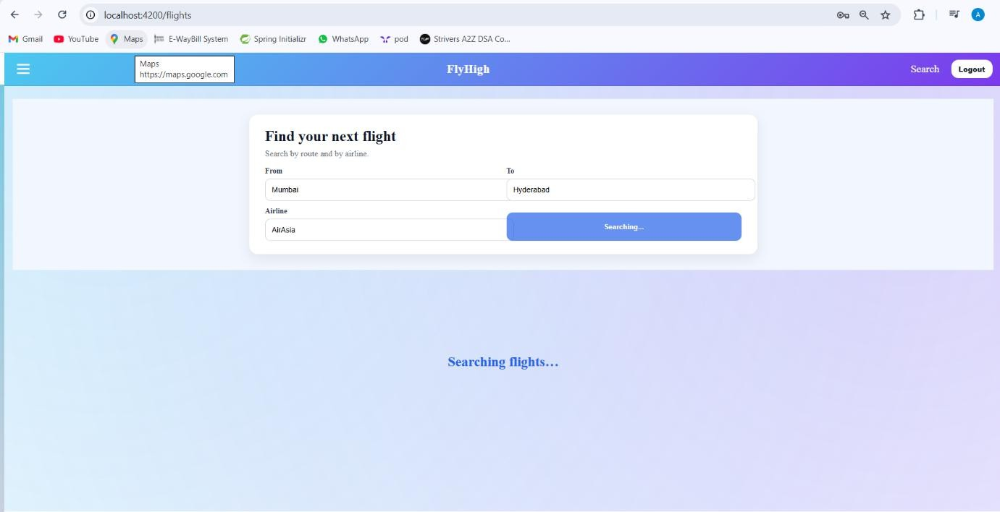 localhost:4200/flights
A
Gmail YouTube Maps E-WayBill System Spring Initializr WhatsApp pod TUF Strivers A2Z DSA Co...
Maps
https://maps.google.com
FlyHigh
Search Logout
Find your next flight
Search by route and by airline.
From To
Mumbai Hyderabad
Airline
AirAsia Searching...
Searching flights...